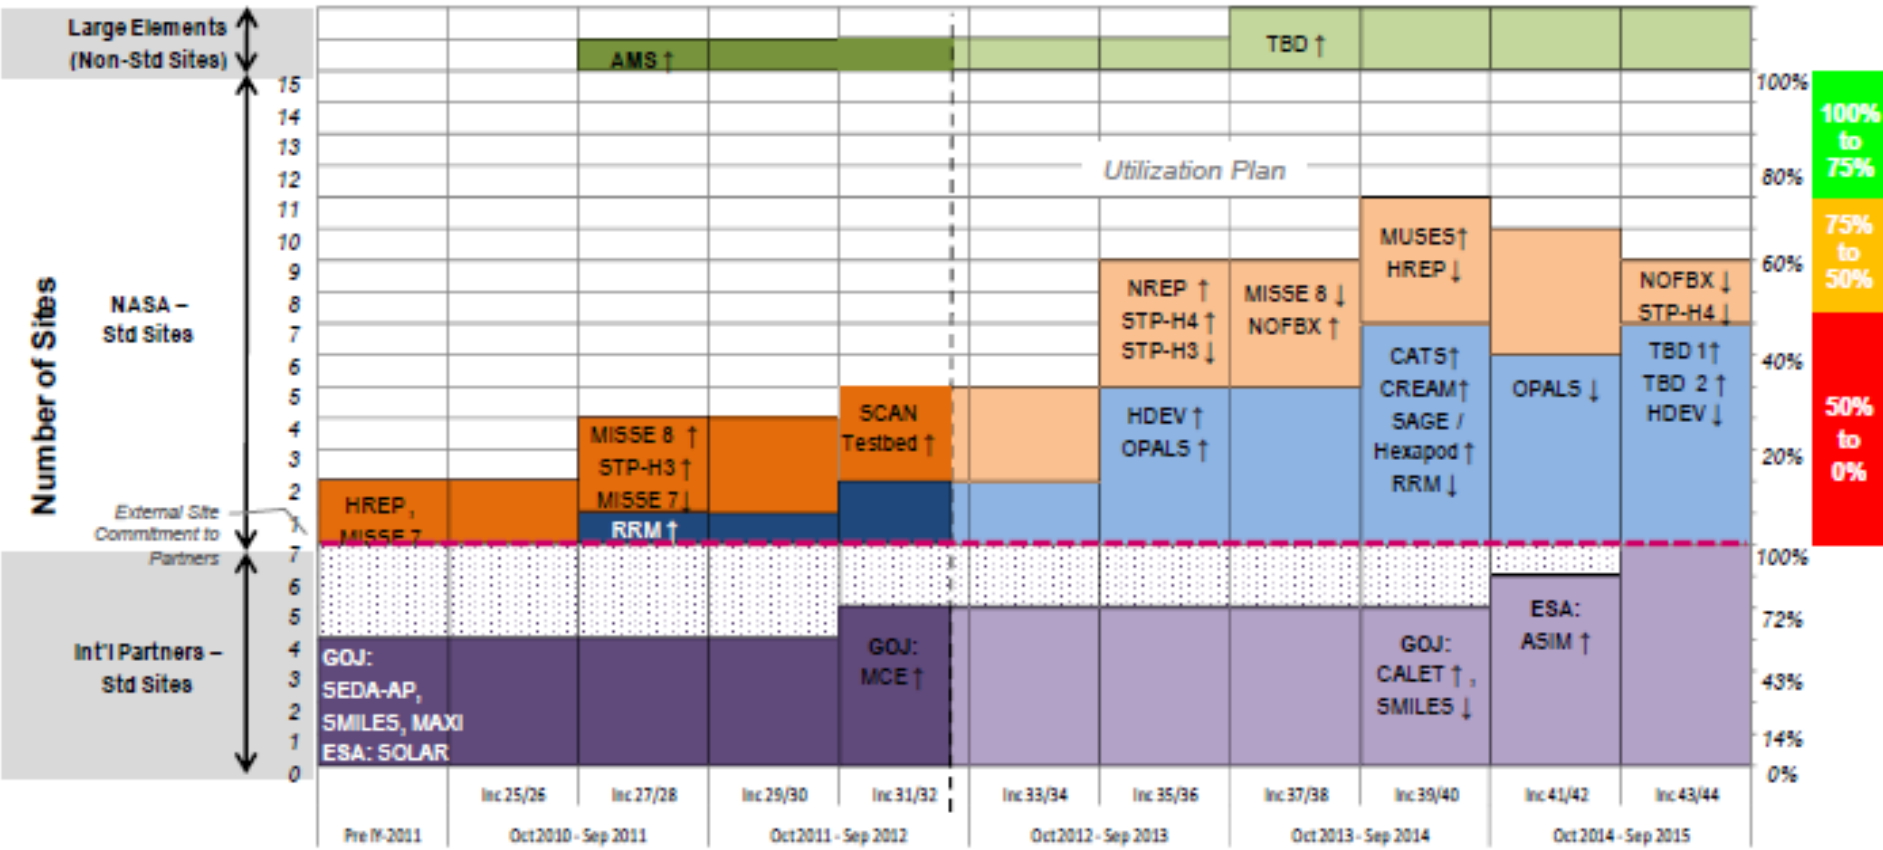 Large Elements
(Non-Std Sites)
AMS ↑
TBD ↑
15
14
13
12
11
10
9
8
7
6
5
4
3
2
1
7
6
5
4
3
2
1
0
Number of Sites
NASA –
Std Sites
External Site
Commitment to
Partners
Int'l Partners –
Std Sites
Utilization Plan
HREP,
MISSE 7
MISSE 8 ↑
STP-H3 ↑
MISSE 7↓
RRM ↑
SCAN
Testbed ↑
NREP ↑
STP-H4 ↑
STP-H3 ↓
HDEV ↑
OPALS ↑
MISSE 8 ↓
NOFBX ↑
MUSES↑
HREP ↓
CATS↑
CREAM↑
SAGE /
Hexapod ↑
RRM ↓
OPALS ↓
NOFBX ↓
STP-H4 ↓
TBD 1↑
TBD 2 ↑
HDEV ↓
GOJ:
SEDA-AP,
SMILES, MAXI
ESA: SOLAR
GOJ:
MCE ↑
GOJ:
CALET ↑ ,
SMILES ↓
ESA:
ASIM ↑
100%
80%
60%
40%
20%
100%
72%
43%
14%
0%
100%
to
75%
75%
to
50%
50%
to
0%
Inc 25/26
Inc 27/28
Inc 29/30
Inc 31/32
Inc 33/34
Inc 35/36
Inc 37/38
Inc 39/40
Inc 41/42
Inc 43/44
Pre IY-2011
Oct 2010 - Sep 2011
Oct 2011 - Sep 2012
Oct 2012 - Sep 2013
Oct 2013 - Sep 2014
Oct 2014 - Sep 2015